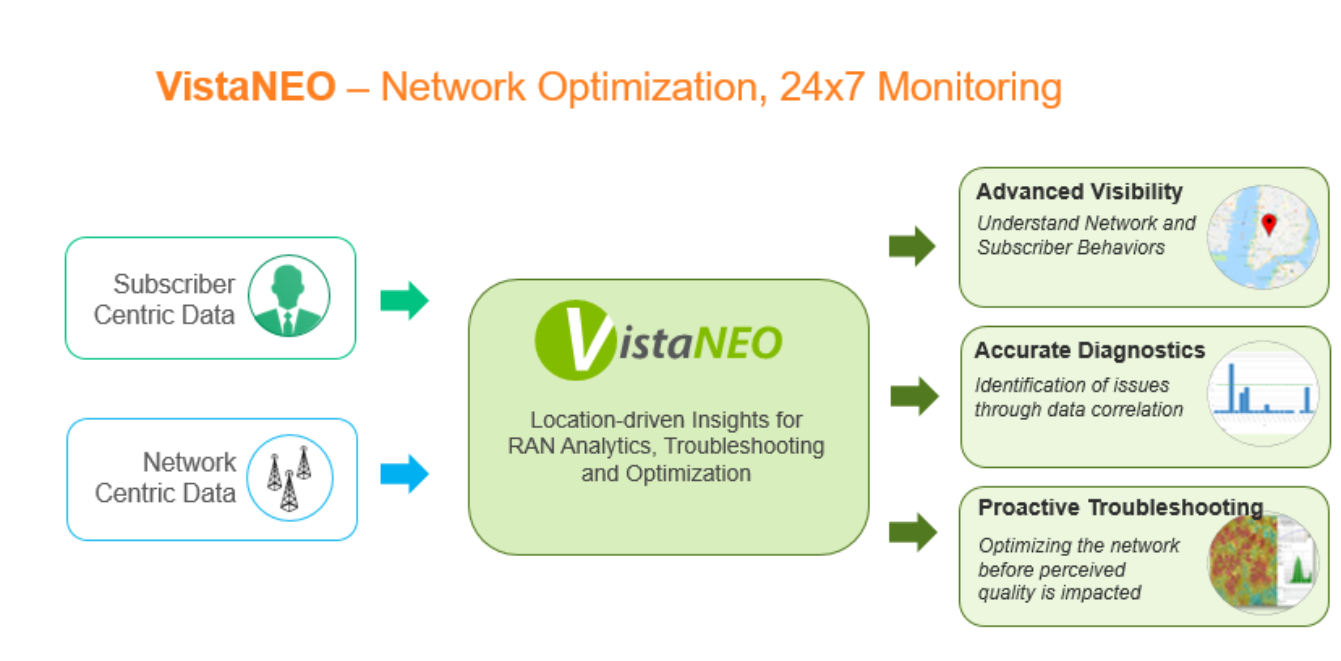 VistaNEO – Network Optimization, 24x7 Monitoring
Subscriber
Centric Data
Network
Centric Data
VistaNEO
Location-driven Insights for
RAN Analytics, Troubleshooting
and Optimization
Advanced Visibility
Understand Network and
Subscriber Behaviors
Accurate Diagnostics
Identification of issues
through data correlation
Proactive Troubleshooting
Optimizing the network
before perceived
quality is impacted